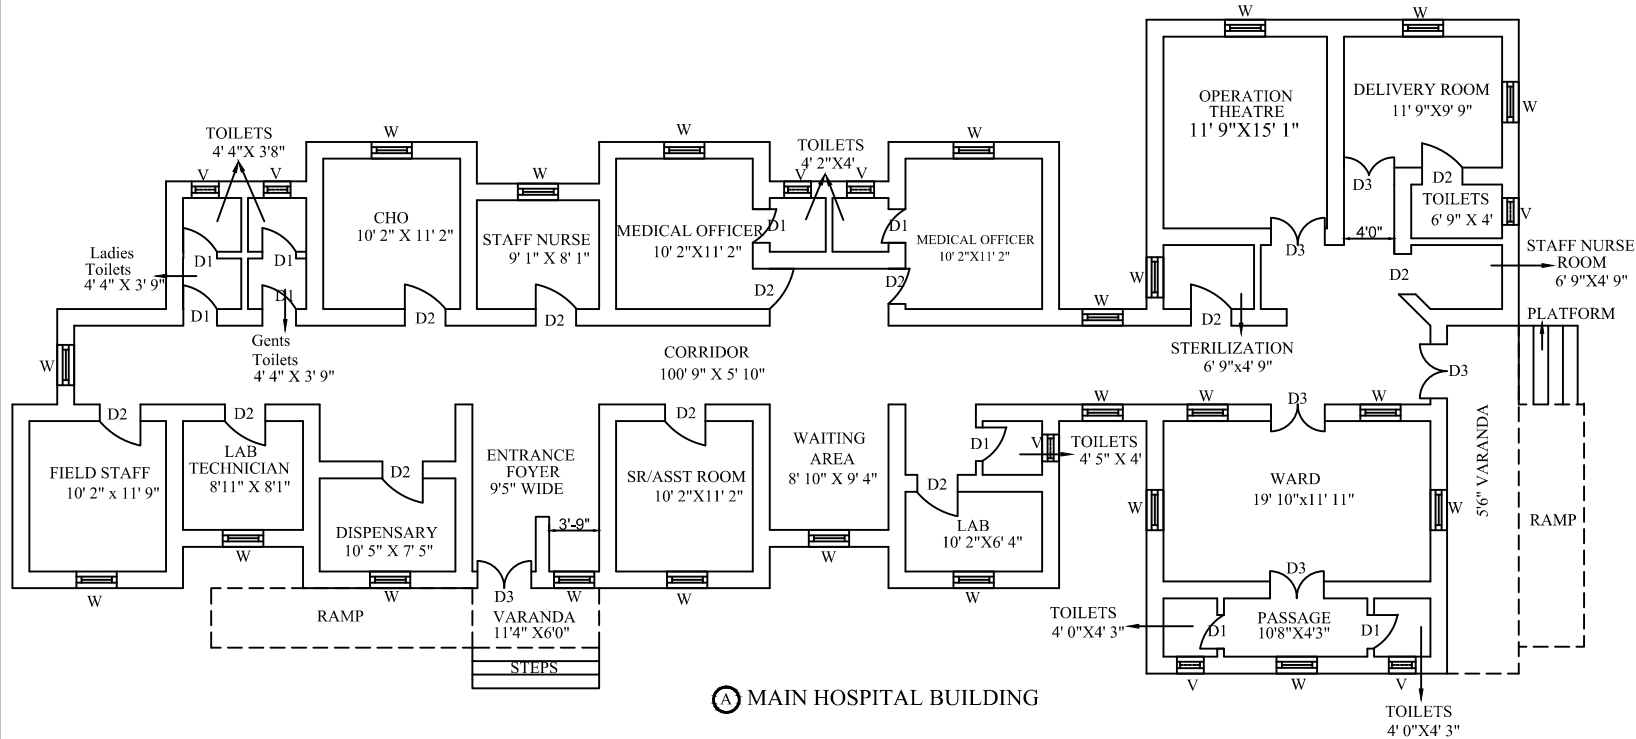 W
W
OPERATION
THEATRE
11' 9"X15' 1"
DELIVERY ROOM
11' 9"X9' 9"
W
D3
D2
TOILETS
6' 9" X 4'
V
4'0"
D3
D2
STAFF NURSE
ROOM
6' 9"X4' 9"
PLATFORM
TOILETS
4' 4"X 3'8"
V
V
W
CHO
10' 2" X 11' 2"
W
STAFF NURSE
9' 1" X 8' 1"
W
MEDICAL OFFICER
10' 2"X11' 2"
TOILETS
4' 2"X4'
V
V
D1
D1
W
MEDICAL OFFICER
10' 2"X11' 2"
Ladies
Toilets
4' 4" X 3' 9"
D1
D1
D1
D1
Gents
Toilets
4' 4" X 3' 9"
D2
D2
D2
D2
W
W
D2
STERILIZATION
6' 9"x4' 9"
W
CORRIDOR
100' 9" X 5' 10"
D3
D2
FIELD STAFF
10' 2" x 11' 9"
W
D2
LAB
TECHNICIAN
8'11" X 8'1"
W
D2
DISPENSARY
10' 5" X 7' 5"
W
ENTRANCE
FOYER
9'5" WIDE
3'-9"
D3
W
D2
SR/ASST ROOM
10' 2"X11' 2"
W
WAITING
AREA
8' 10" X 9' 4"
W
D1
V
TOILETS
4' 5" X 4'
D2
LAB
10' 2"X6' 4"
W
W
W
D3
W
WARD
19' 10"x11' 11"
W
W
D3
5'6" VARANDA
RAMP
RAMP
VARANDA
11'4" X6'0"
STEPS
TOILETS
4' 0"X4' 3"
D1
PASSAGE
10'8"X4'3"
D1
V
W
V
TOILETS
4' 0"X4' 3"
A MAIN HOSPITAL BUILDING